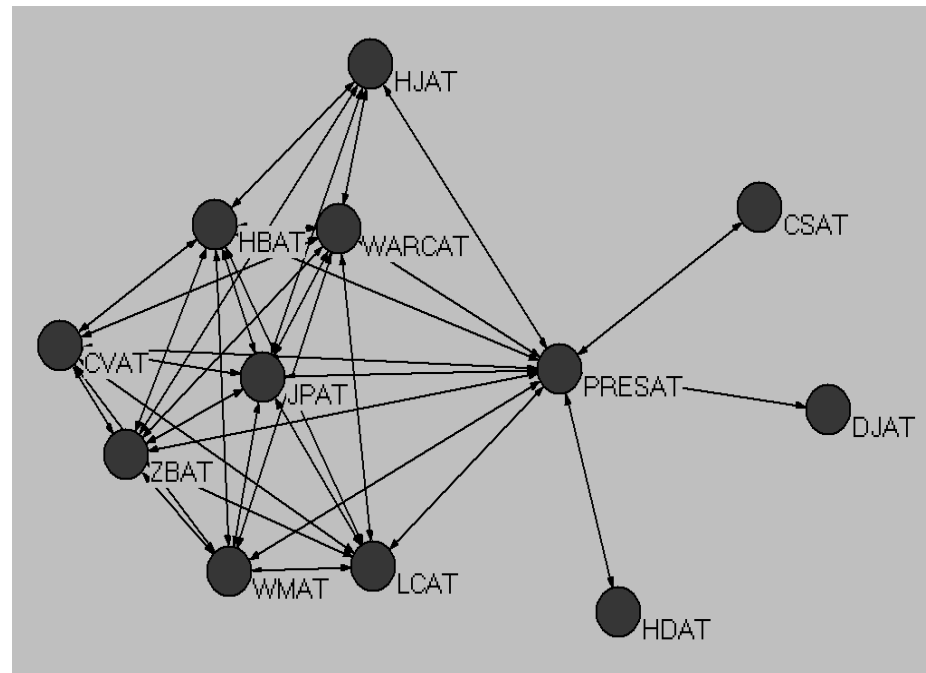 HJAT
CSAT
HBAT
WARCAT
CVAT
JPAT
PRESAT
DJAT
ZBAT
WMAT
LCAT
HDAT